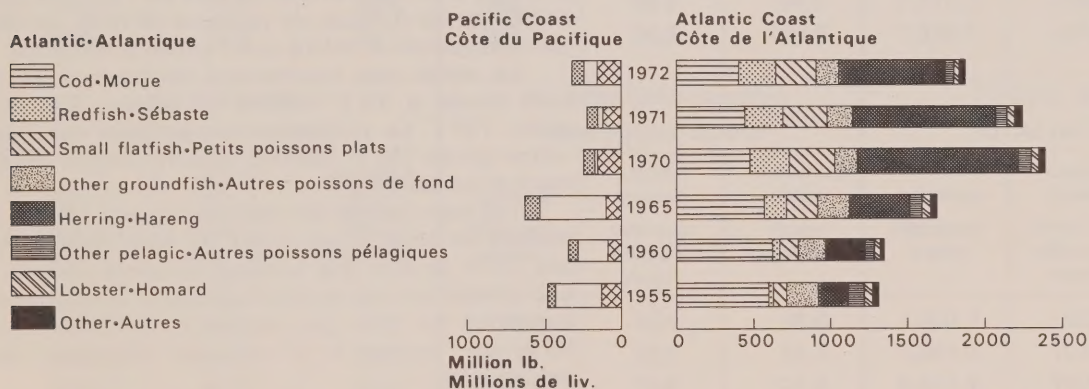 Atlantic•Atlantique
Cod•Morue
Redfish•Sébaste
Small flatfish•Petits poissons plats
Other groundfish•Autres poissons de fond
Herring•Hareng
Other pelagic•Autres poissons pélagiques
Lobster•Homard
Other•Autres
Pacific Coast
Côte du Pacifique
Atlantic Coast
Côte de l'Atlantique
1972
1971
1970
1965
1960
1955
1000 500 0
0 500 1000 1500 2000 2500
Million lb.
Millions de liv.